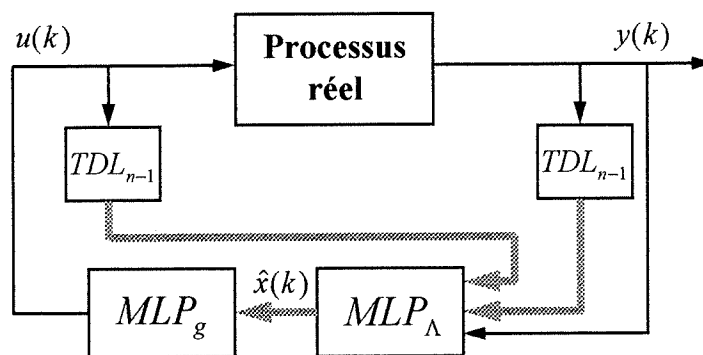 u(k)
Processus
réel
y(k)
TDL_{n-1}
TDL_{n-1}
x̂(k)
MLP_g
MLP_Λ